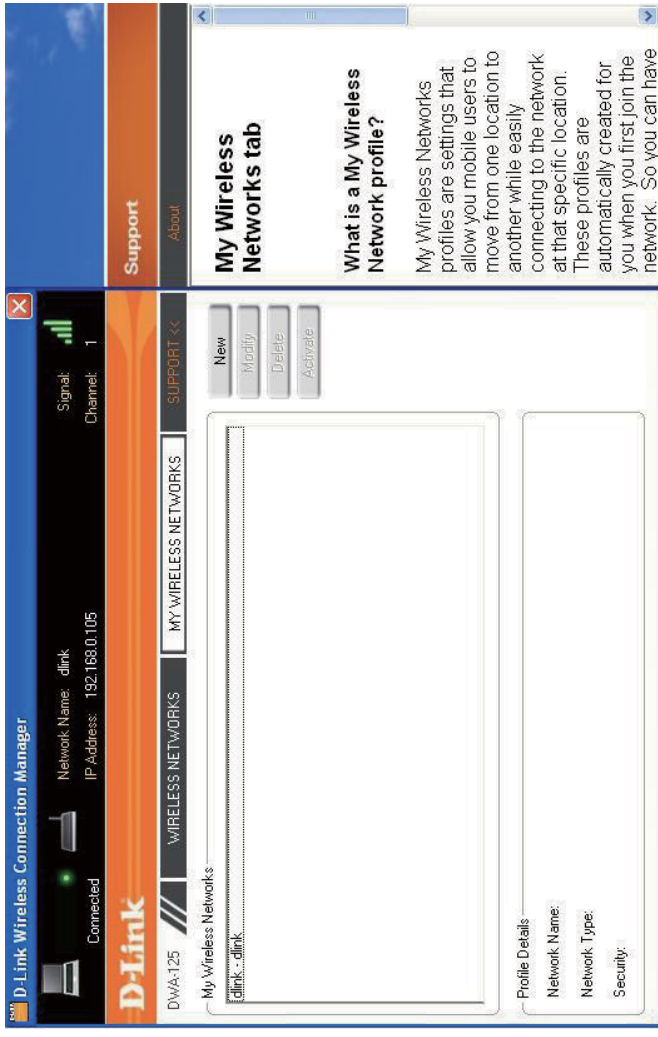 D-Link Wireless Connection Manager
Connected
Network Name: dlink
IP Address: 192.168.0.105
Signal:
Channel: 1
D-Link
DWA-125
WIRELESS NETWORKS
MY WIRELESS NETWORKS
SUPPORT <<
My Wireless Networks
dlink - dlink
New
Modify
Delete
Activate
Profile Details
Network Name:
Network Type:
Security:
Support
About
My Wireless
Networks tab
What is a My Wireless
Network profile?
My Wireless Networks
profiles are settings that
allow you mobile users to
move from one location to
another while easily
connecting to the network
at that specific location.
These profiles are
automatically created for
you when you first join the
network. So you can have